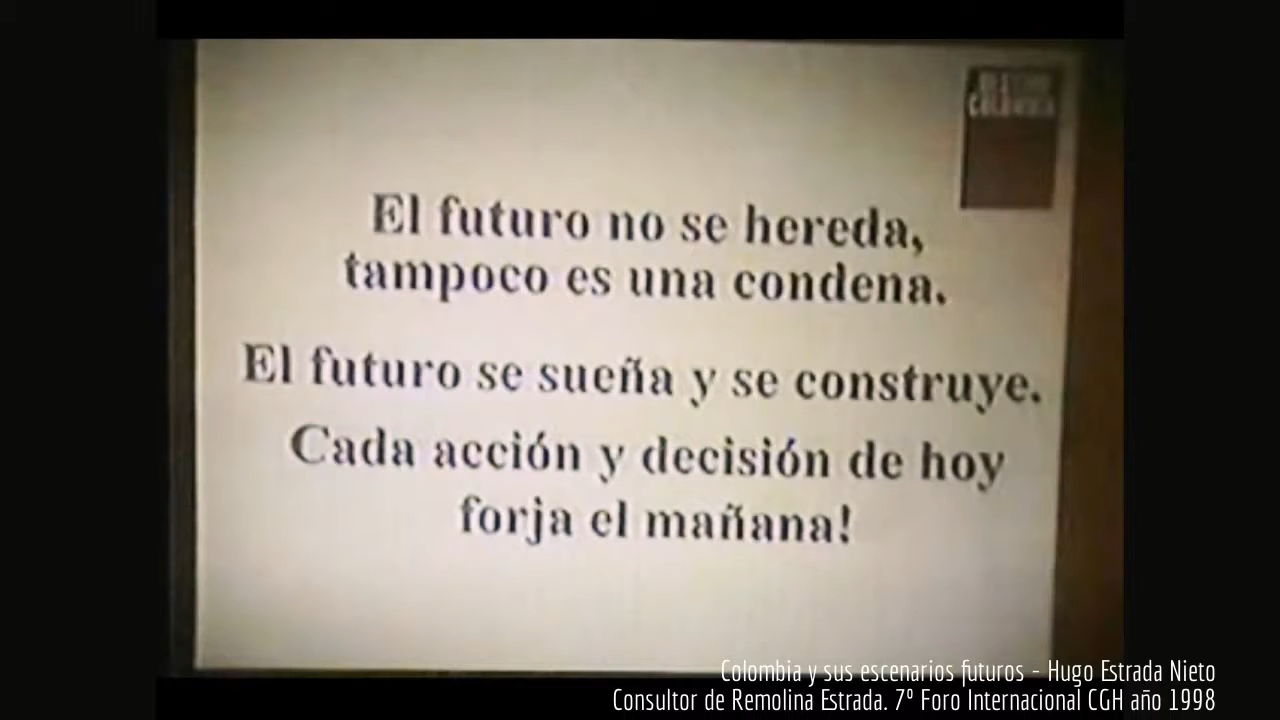 COLOMBIA
El futuro no se hereda,
tampoco es una condena.
El futuro se sueña y se construye.
Cada acción y decisión de hoy
forja el mañana!
Colombia y sus escenarios futuros - Hugo Estrada Nieto
Consultor de Remolina Estrada. 7º Foro Internacional CGH año 1998